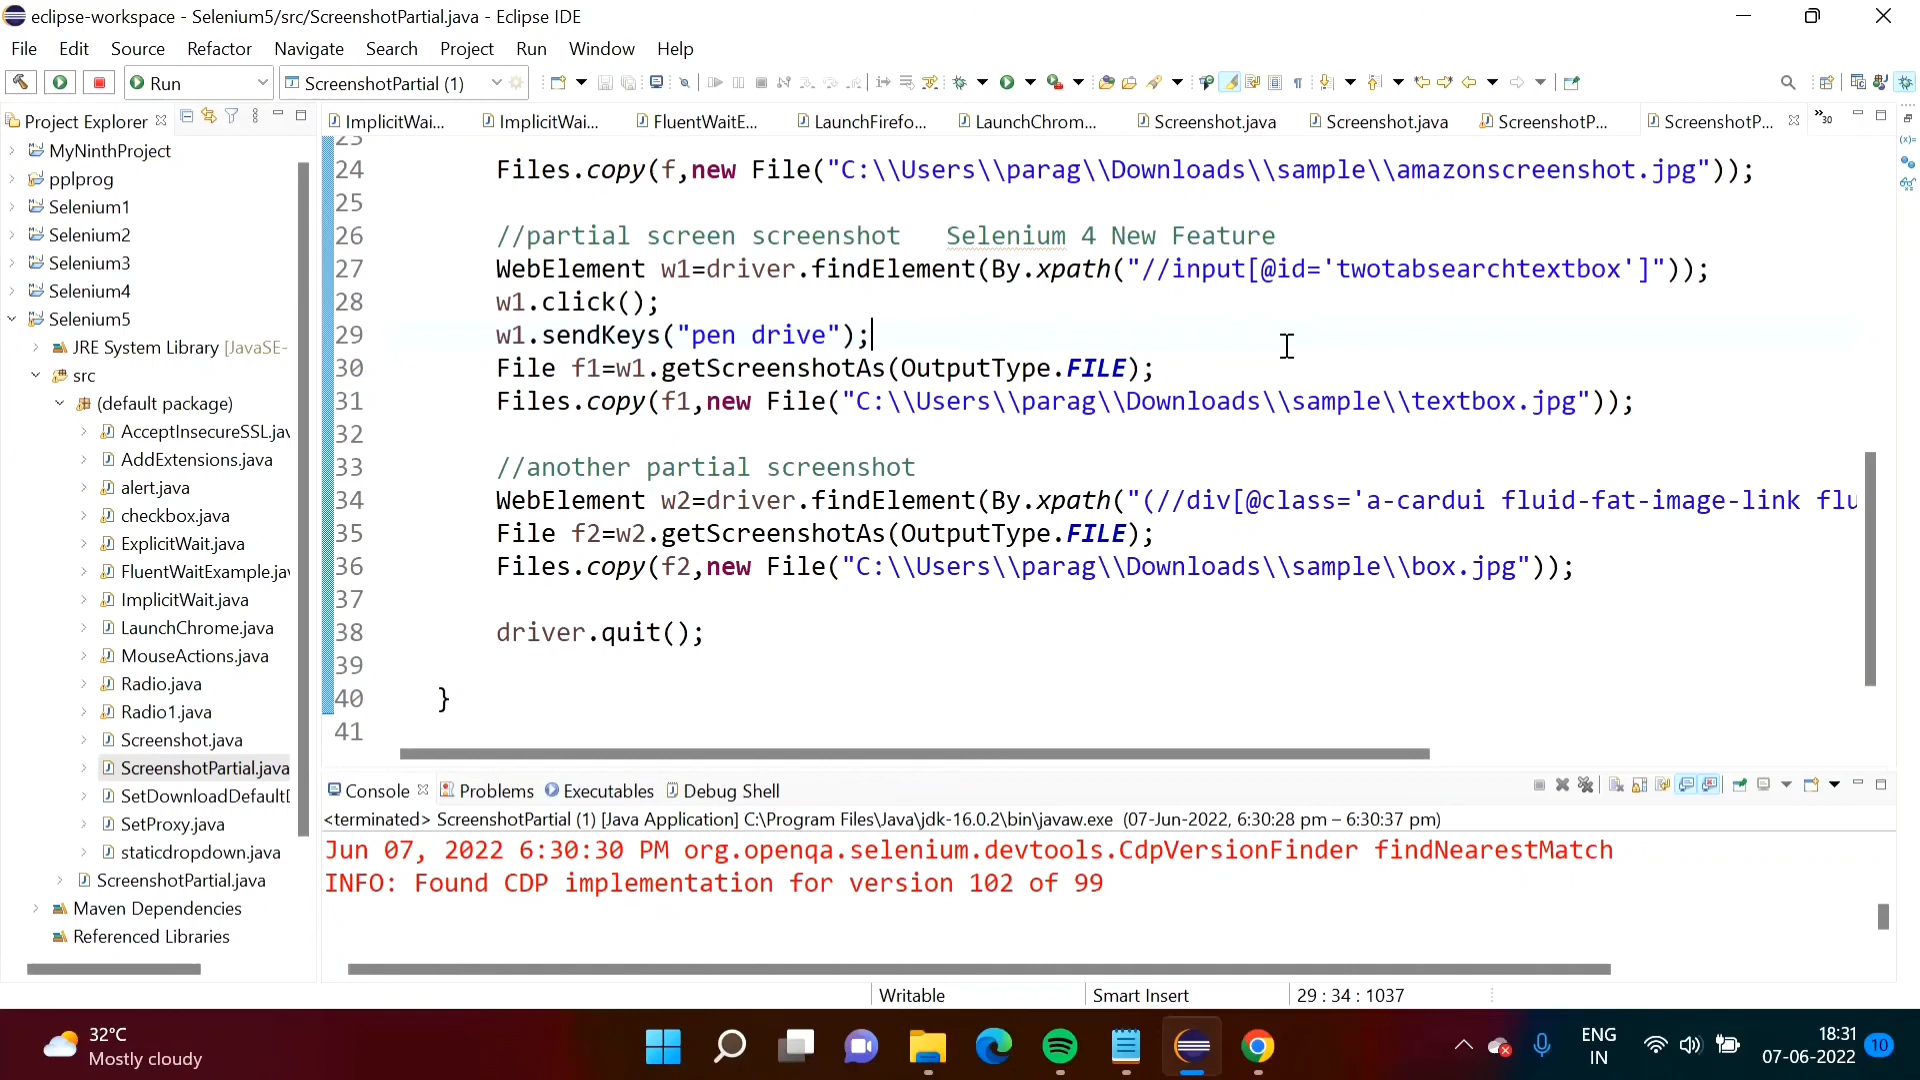 eclipse-workspace - Selenium5/src/ScreenshotPartial.java - Eclipse IDE
File Edit Source Refactor Navigate Search Project Run Window Help
Run ScreenshotPartial (1)
Project Explorer
ImplicitWai... ImplicitWai... FluentWaitE... LaunchFirefo... LaunchChrom... Screenshot.java Screenshot.java ScreenshotP... ScreenshotP... »30
MyNinthProject
pplprog
Selenium1
Selenium2
Selenium3
Selenium4
Selenium5
JRE System Library [JavaSE-
src
(default package)
AcceptInsecureSSL.jav
AddExtensions.java
alert.java
checkbox.java
ExplicitWait.java
FluentWaitExample.jav
ImplicitWait.java
LaunchChrome.java
MouseActions.java
Radio.java
Radio1.java
Screenshot.java
ScreenshotPartial.java
SetDownloadDefault
SetProxy.java
staticdropdown.java
ScreenshotPartial.java
Maven Dependencies
Referenced Libraries
23
24 Files.copy(f,new File("C:\\Users\\parag\\Downloads\\sample\\amazonscreenshot.jpg"));
25
26 //partial screen screenshot   Selenium 4 New Feature
27 WebElement w1=driver.findElement(By.xpath("//input[@id='twotabsearchtextbox']"));
28 w1.click();
29 w1.sendKeys("pen drive");
30 File f1=w1.getScreenshotAs(OutputType.FILE);
31 Files.copy(f1,new File("C:\\Users\\parag\\Downloads\\sample\\textbox.jpg"));
32
33 //another partial screenshot
34 WebElement w2=driver.findElement(By.xpath("(//div[@class='a-cardui fluid-fat-image-link flu
35 File f2=w2.getScreenshotAs(OutputType.FILE);
36 Files.copy(f2,new File("C:\\Users\\parag\\Downloads\\sample\\box.jpg"));
37
38 driver.quit();
39
40 }
41
Console Problems Executables Debug Shell
<terminated> ScreenshotPartial (1) [Java Application] C:\Program Files\Java\jdk-16.0.2\bin\javaw.exe (07-Jun-2022, 6:30:28 pm – 6:30:37 pm)
Jun 07, 2022 6:30:30 PM org.openqa.selenium.devtools.CdpVersionFinder findNearestMatch
INFO: Found CDP implementation for version 102 of 99
Writable Smart Insert 29 : 34 : 1037
32°C
Mostly cloudy
ENG
IN
18:31
07-06-2022
10